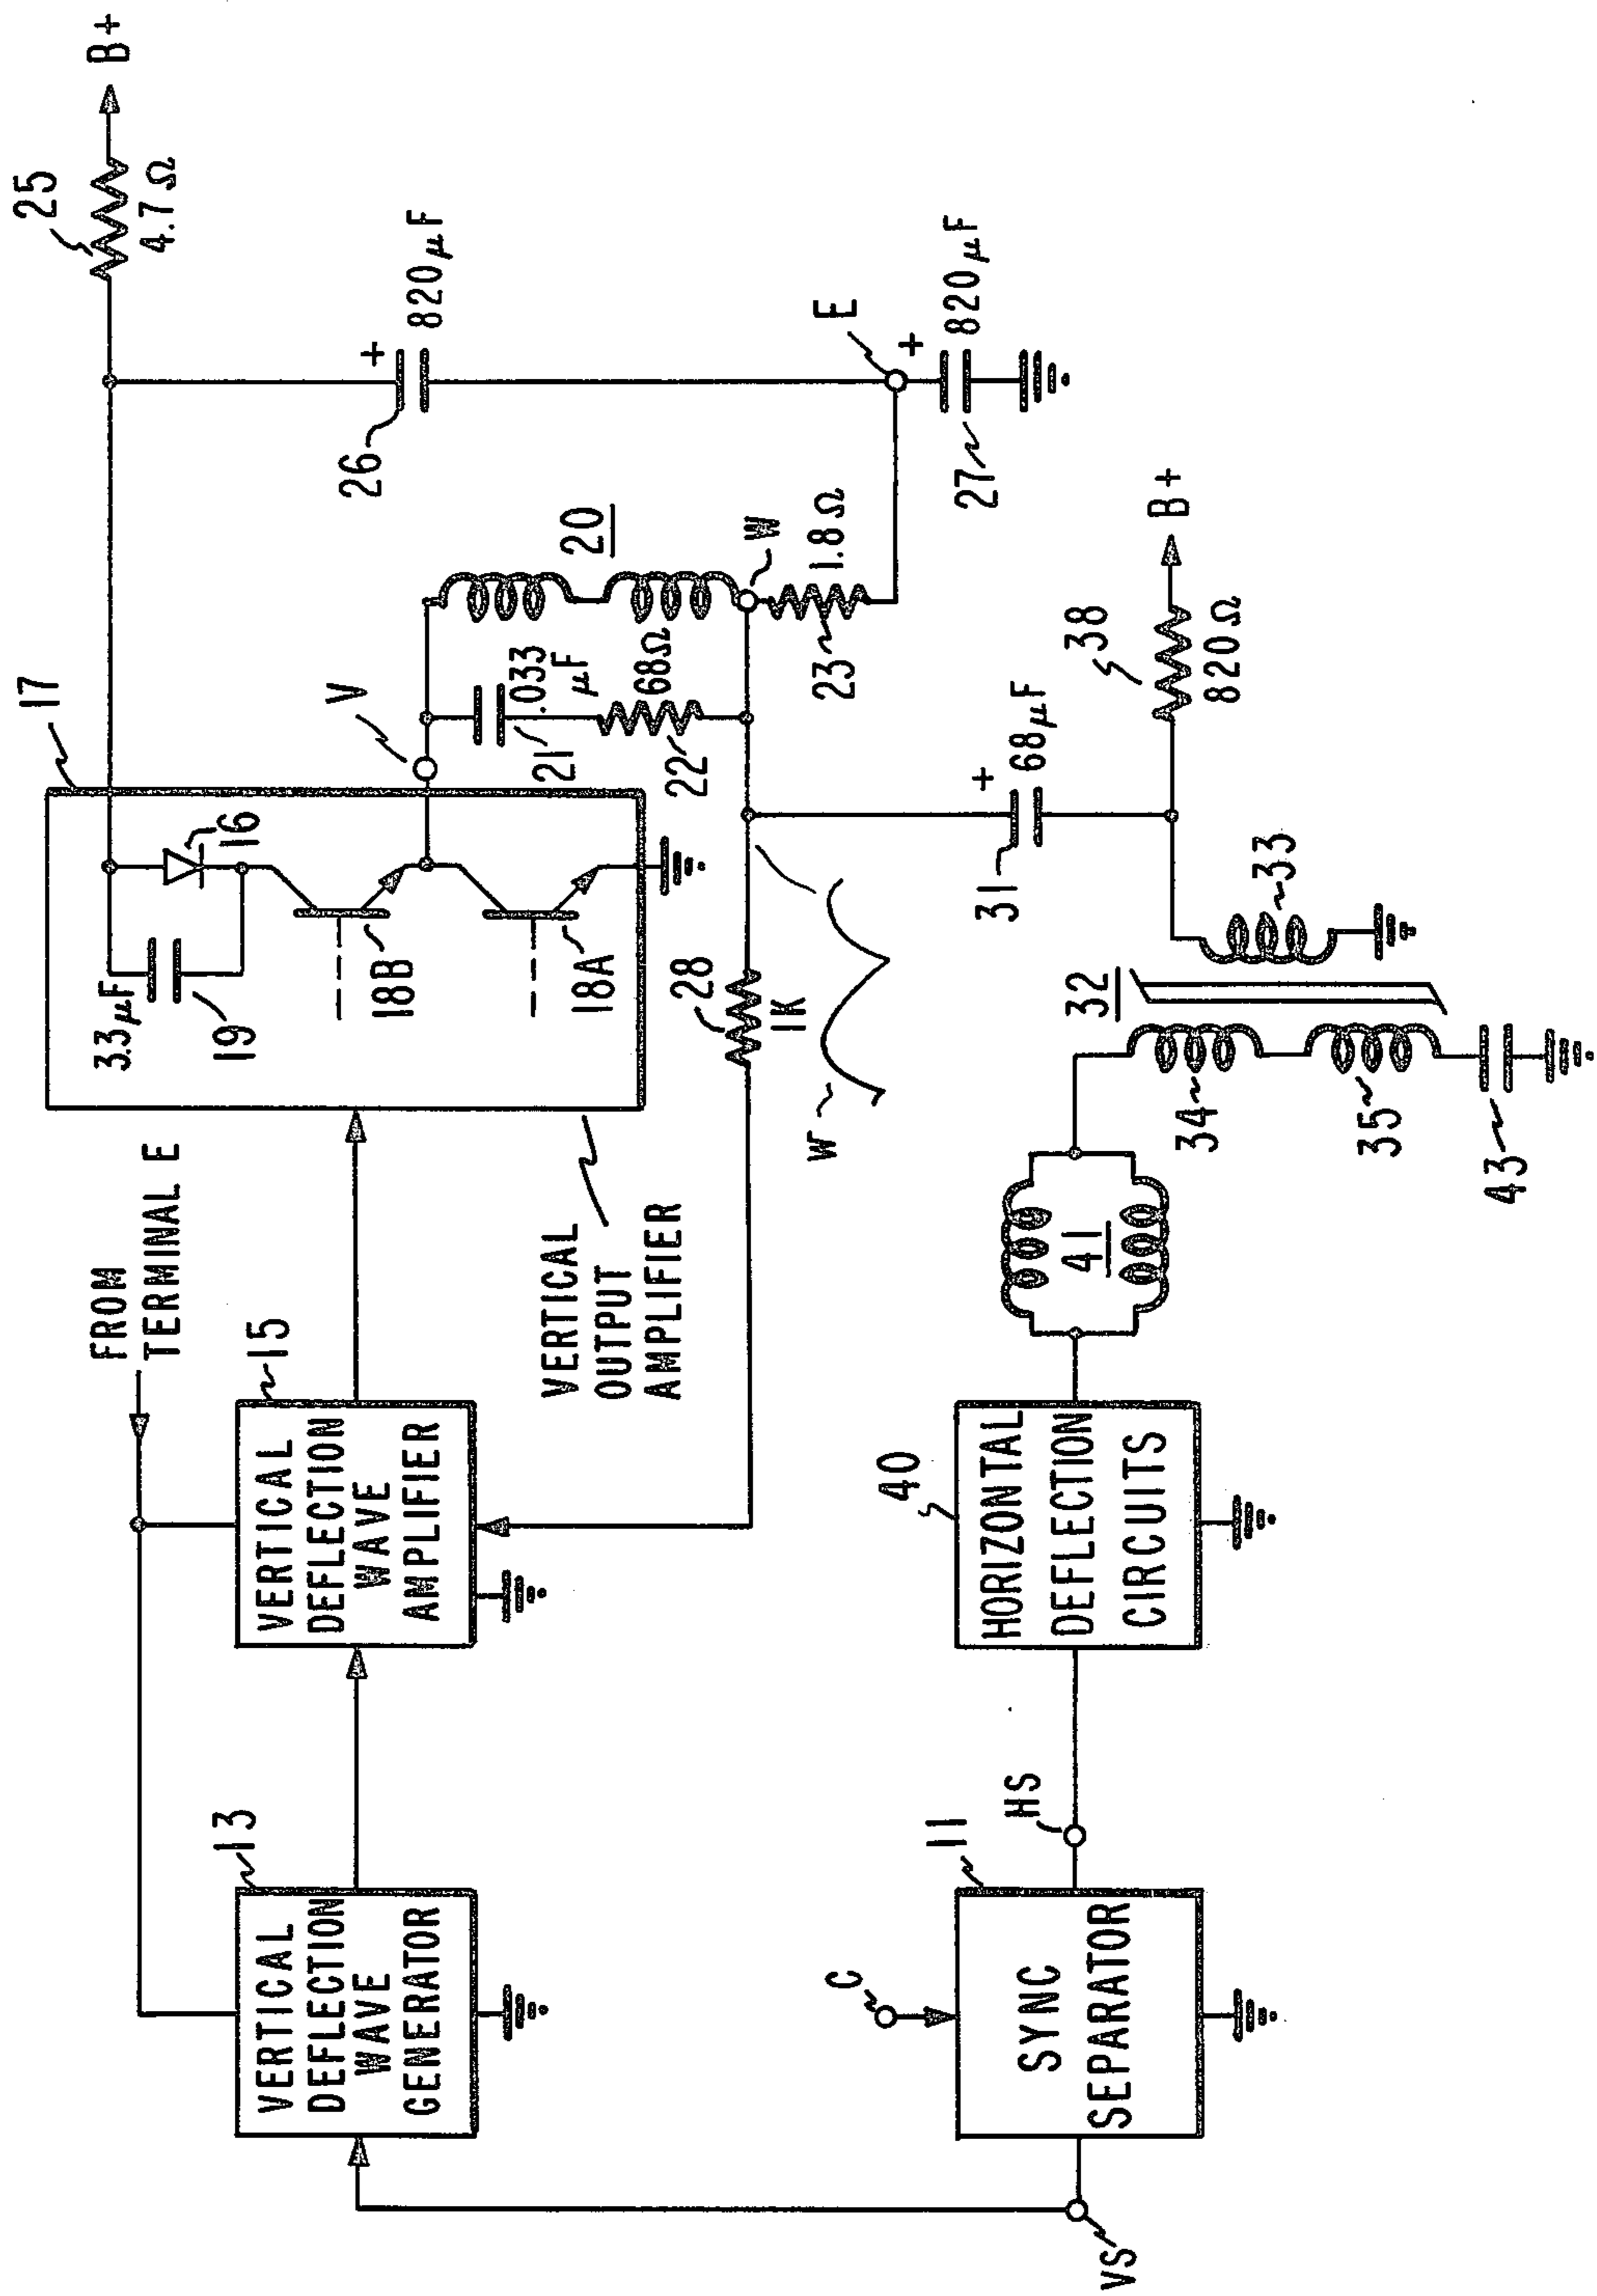 FROM
TERMINAL E
13
VERTICAL
DEFLECTION
WAVE
GENERATOR
15
VERTICAL
DEFLECTION
WAVE
AMPLIFIER
VERTICAL
OUTPUT
AMPLIFIER
17
3.3µF
19
16
18B
18A
V
25
4.7Ω
B+
21
.033
µF
22
68Ω
20
W
23
1.8Ω
26
+
820µF
E
27
+
820µF
28
1K
W
31
+
68µF
38
820Ω
B+
VS
11
SYNC
SEPARATOR
C
HS
40
HORIZONTAL
DEFLECTION
CIRCUITS
41
32
33
34
35
43